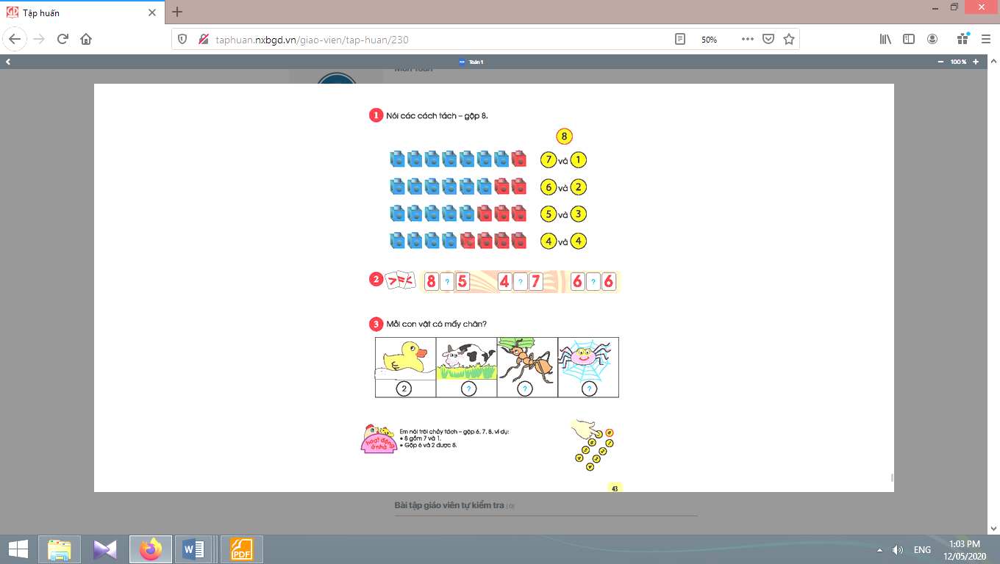 Tập huấn
taphuan.nxbgd.vn/giao-vien/tap-huan/230
50%
Toán 1
100 %
Môn Toán
1 Nói các cách tách – gộp 8.
8
7 và 1
6 và 2
5 và 3
4 và 4
2 > = < 8 ? 5 4 ? 7 6 ? 6
3 Mỗi con vật có mấy chân?
2 ? ? ?
hoạt động
ở nhà
Em nói trôi chảy tách – gộp 6, 7, 8, ví dụ:
• 8 gồm 7 và 1.
• Gộp 6 và 2 được 8.
43
Bài tập giáo viên tự kiểm tra (0)
PDF
ENG
1:03 PM
12/05/2020